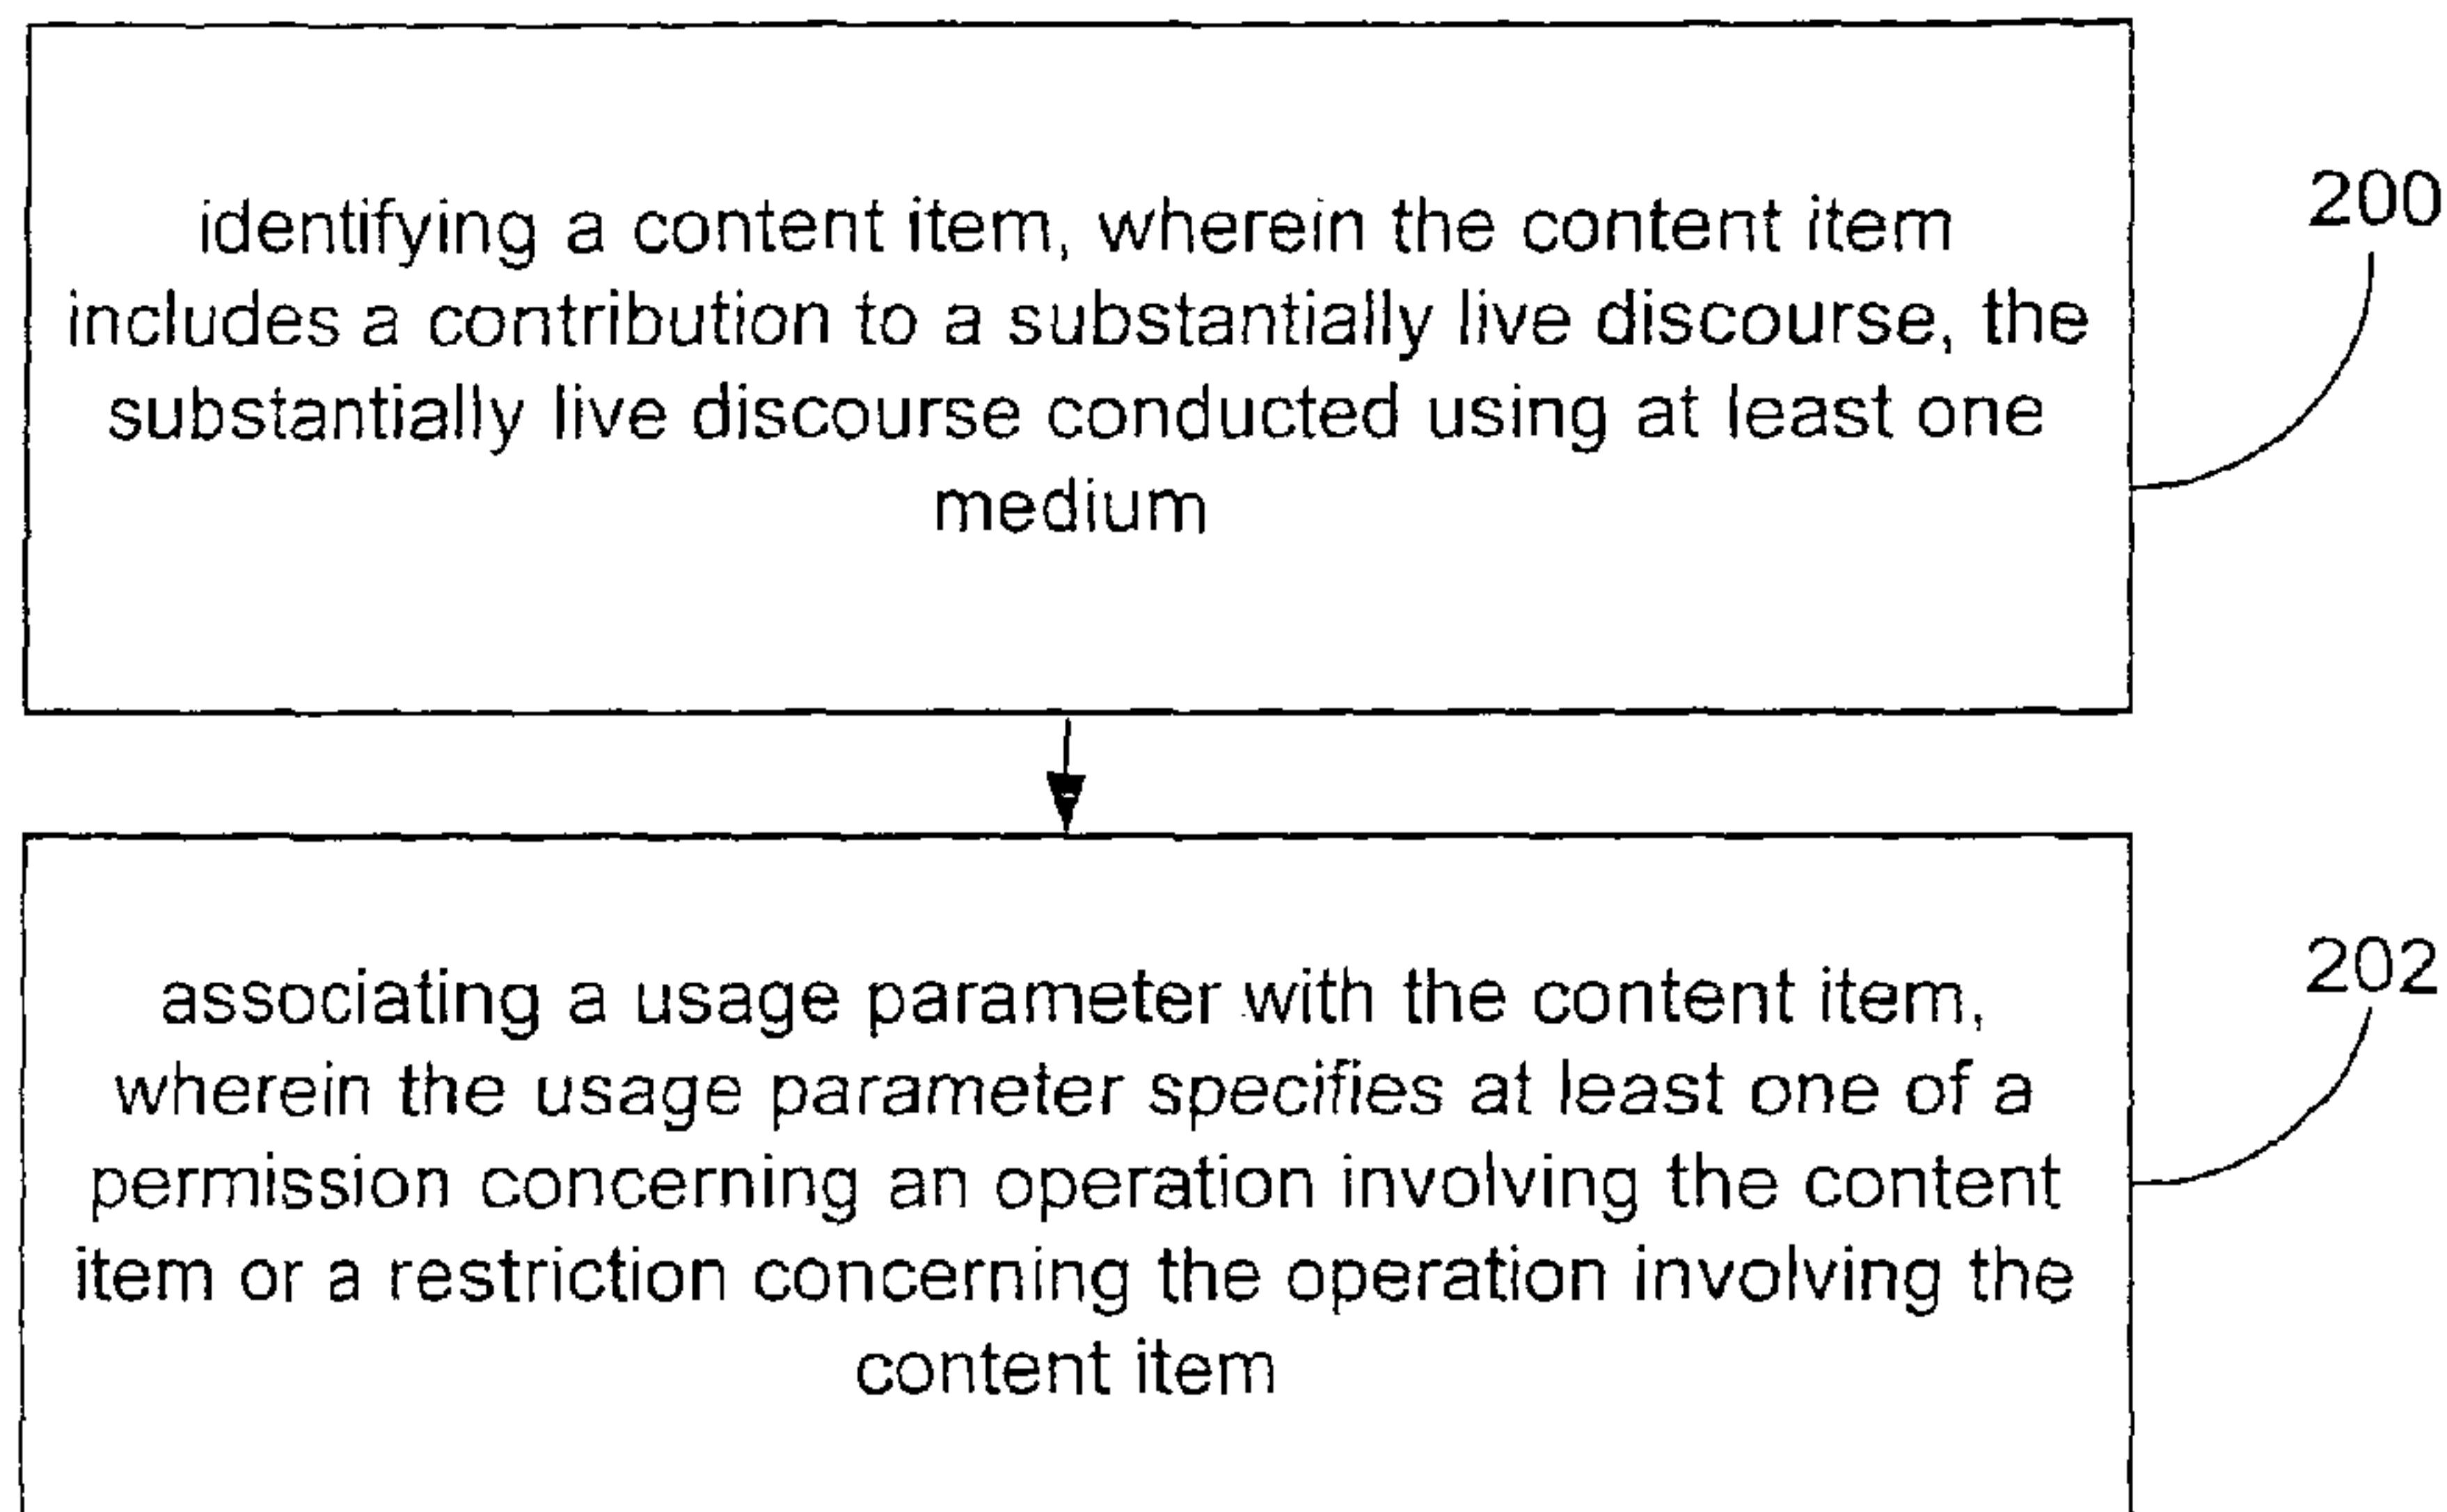 identifying a content item, wherein the content item
includes a contribution to a substantially live discourse, the
substantially live discourse conducted using at least one
medium
200
associating a usage parameter with the content item,
wherein the usage parameter specifies at least one of a
permission concerning an operation involving the content
item or a restriction concerning the operation involving the
content item
202